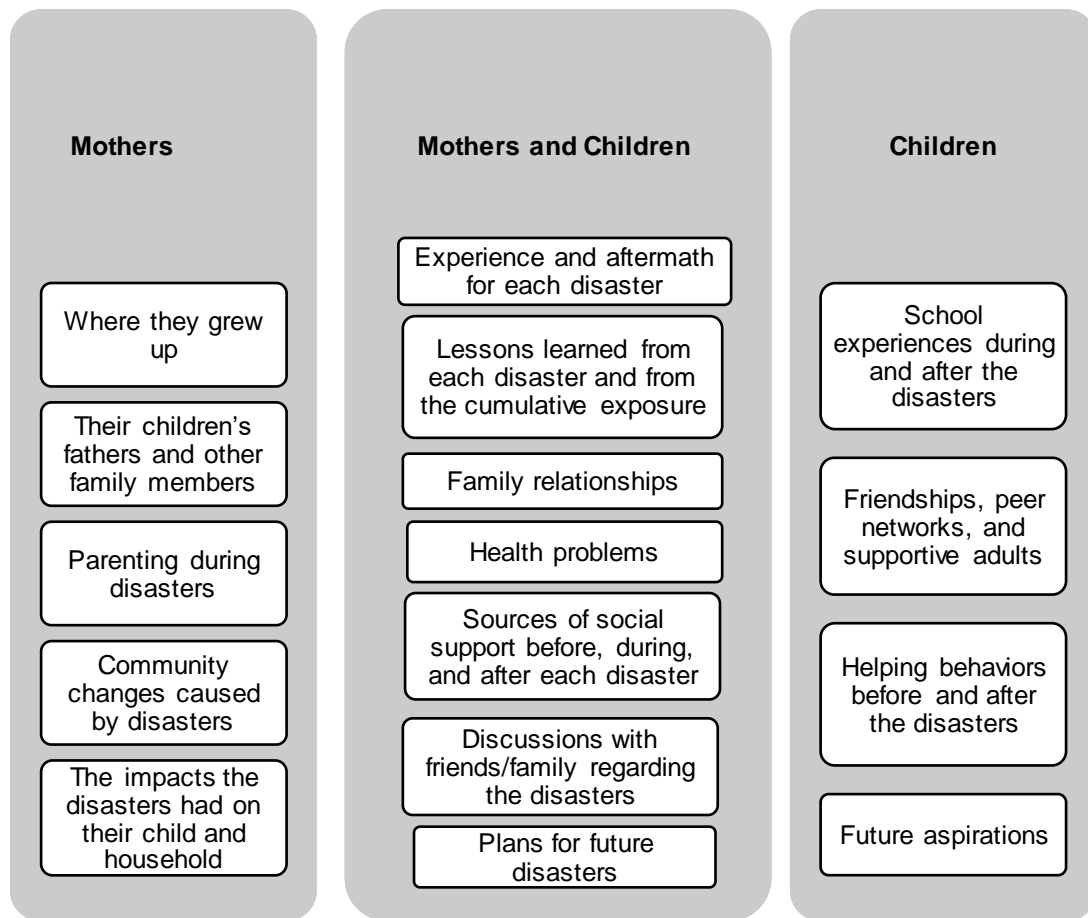 Mothers
Where they grew
up
Their children’s
fathers and other
family members
Parenting during
disasters
Community
changes caused
by disasters
The impacts the
disasters had on
their child and
household
Mothers and Children
Experience and aftermath
for each disaster
Lessons learned from
each disaster and from
the cumulative exposure
Family relationships
Health problems
Sources of social
support before, during,
and after each disaster
Discussions with
friends/family regarding
the disasters
Plans for future
disasters
Children
School
experiences during
and after the
disasters
Friendships, peer
networks, and
supportive adults
Helping behaviors
before and after
the disasters
Future aspirations